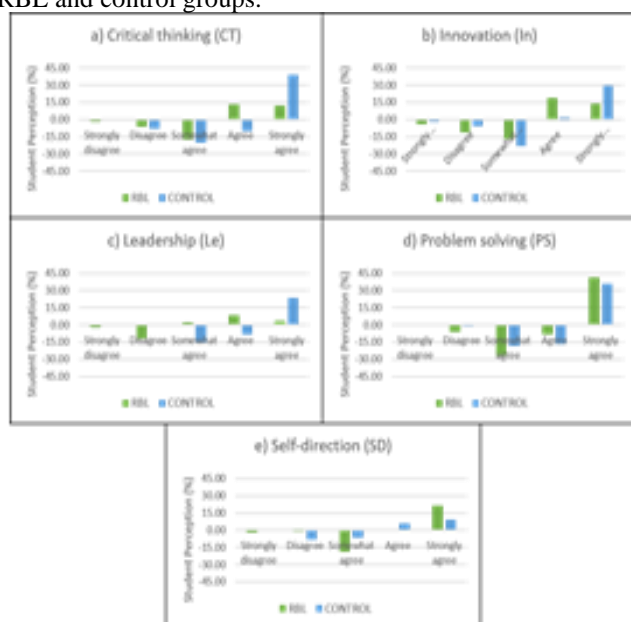 RBL and control groups.
a) Critical thinking (CT)
Student Perception (%)
45.00
30.00
15.00
0.00
-15.00
-30.00
-45.00
Strongly disagree
Disagree
Somewhat agree
Agree
Strongly agree
RBL
CONTROL
b) Innovation (In)
Student Perception (%)
45.00
30.00
15.00
0.00
-15.00
-30.00
-45.00
Strongly...
Disagree
Somewhat...
Agree
Strongly...
RBL
CONTROL
c) Leadership (Le)
Student Perception (%)
45.00
30.00
15.00
0.00
-15.00
-30.00
-45.00
Strongly disagree
Disagree
Somewhat agree
Agree
Strongly agree
RBL
CONTROL
d) Problem solving (PS)
Student Perception (%)
45.00
30.00
15.00
0.00
-15.00
-30.00
-45.00
Strongly disagree
Disagree
Somewhat agree
Agree
Strongly agree
RBL
CONTROL
e) Self-direction (SD)
Student Perception (%)
45.00
30.00
15.00
0.00
-15.00
-30.00
-45.00
Strongly disagree
Disagree
Somewhat agree
Agree
Strongly agree
RBL
CONTROL